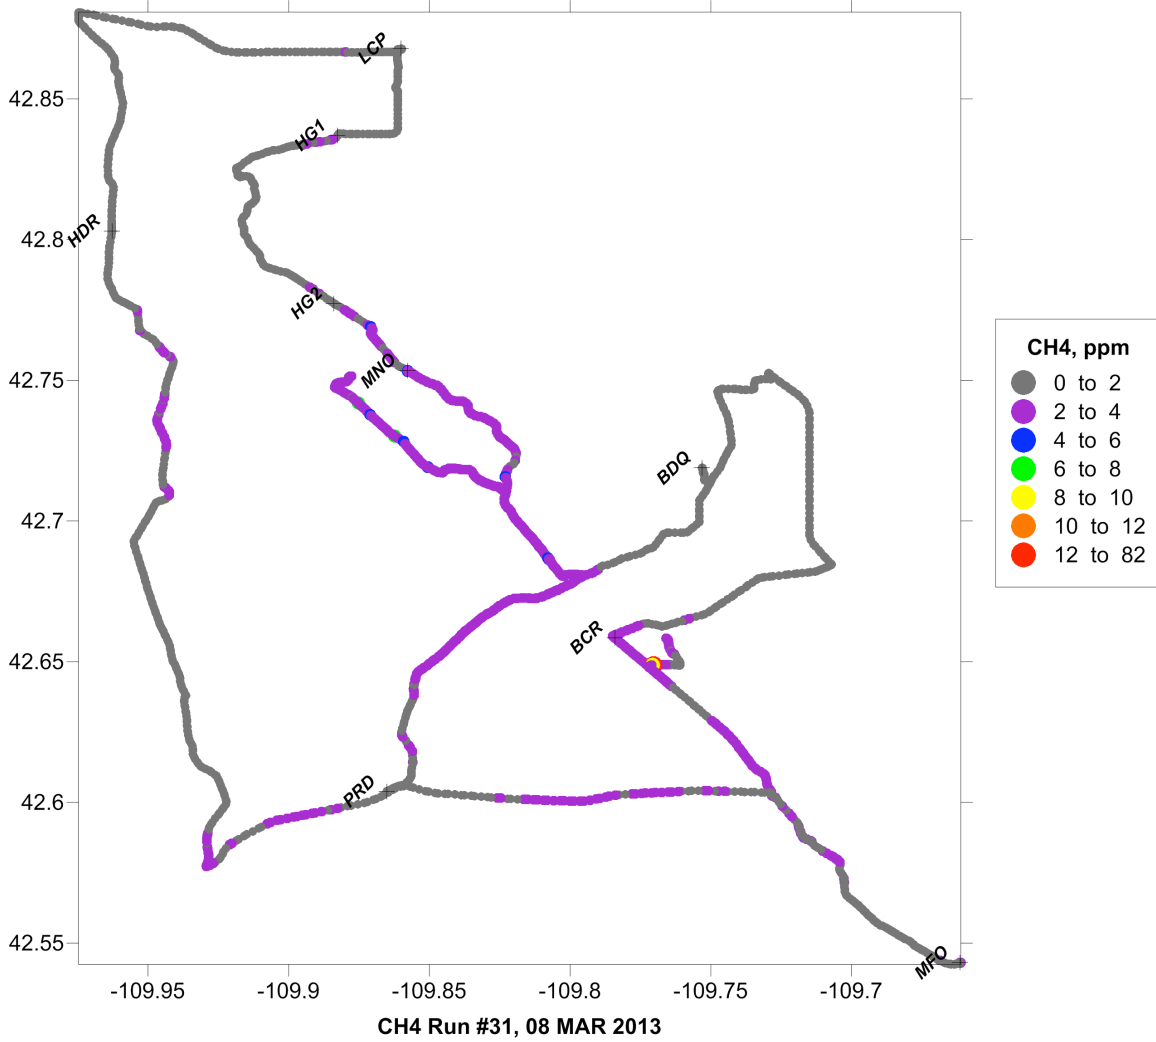 LCP
42.85
HG1
HDR
42.8
HG2
MNO
42.75
BDQ
42.7
BCR
42.65
PRD
42.6
42.55
MFO
-109.95 -109.9 -109.85 -109.8 -109.75 -109.7
CH4 Run #31, 08 MAR 2013
CH4, ppm
0 to 2
2 to 4
4 to 6
6 to 8
8 to 10
10 to 12
12 to 82